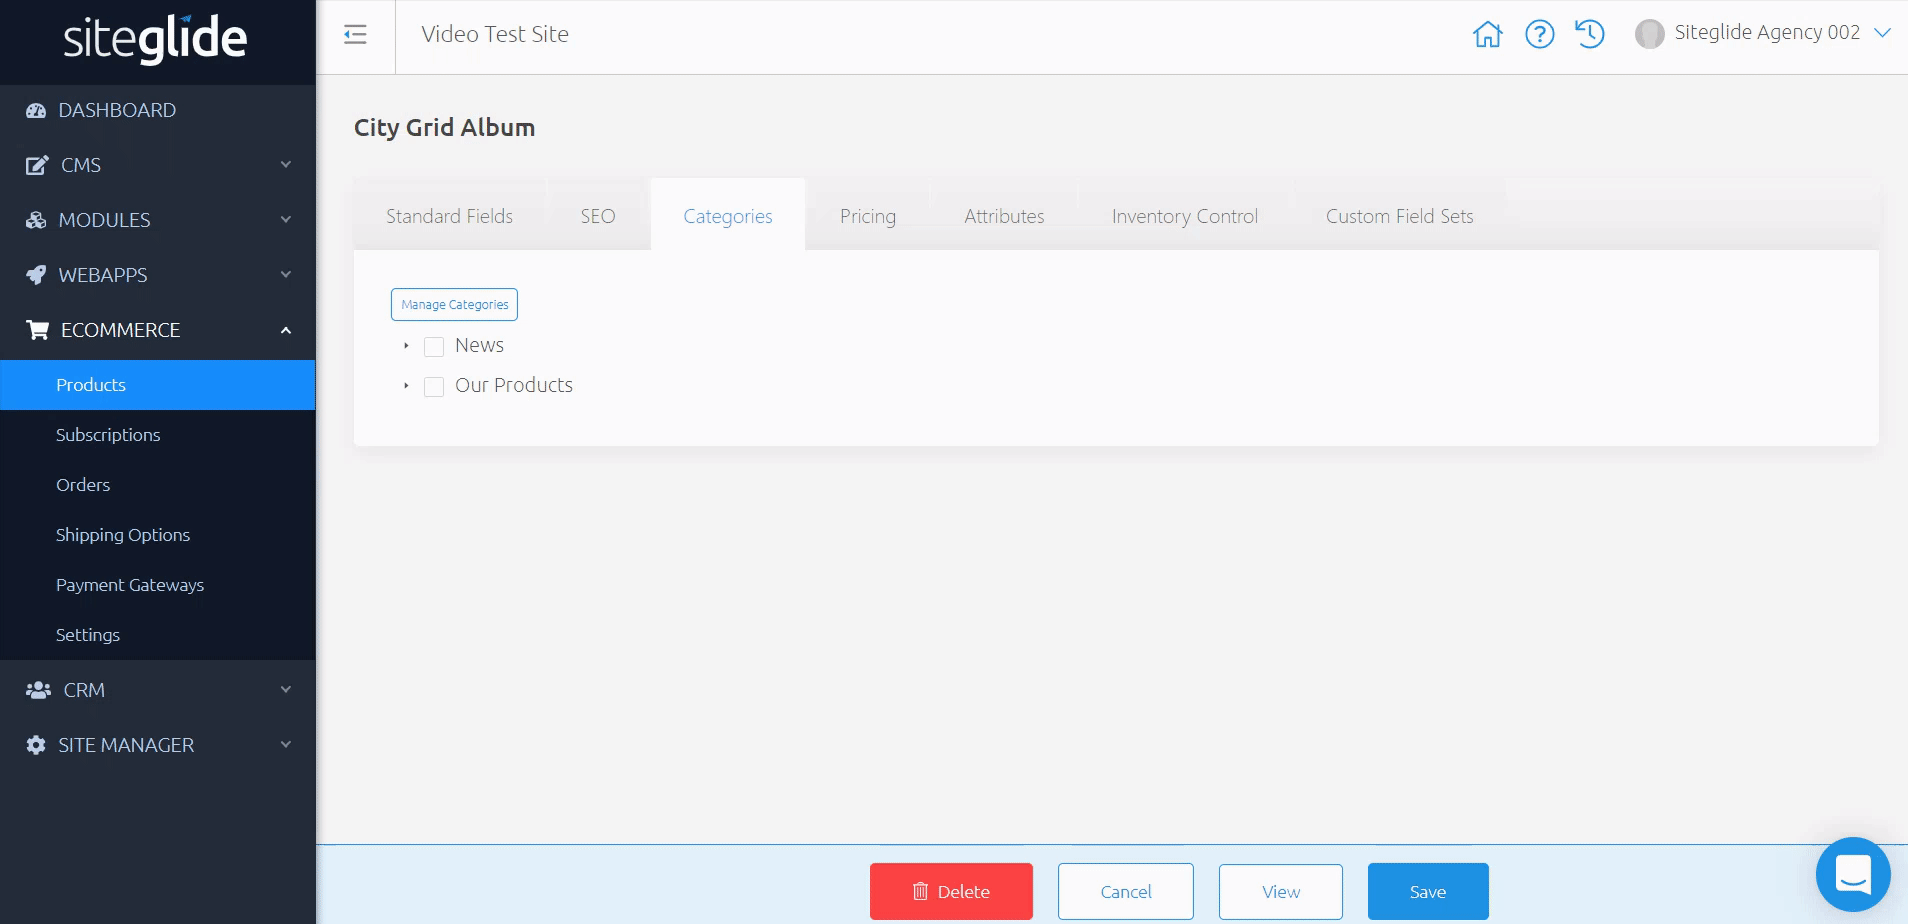 siteglide
Video Test Site
Siteglide Agency 002
DASHBOARD
CMS
MODULES
WEBAPPS
ECOMMERCE
Products
Subscriptions
Orders
Shipping Options
Payment Gateways
Settings
CRM
SITE MANAGER
City Grid Album
Standard Fields
SEO
Categories
Pricing
Attributes
Inventory Control
Custom Field Sets
Manage Categories
News
Our Products
Delete
Cancel
View
Save